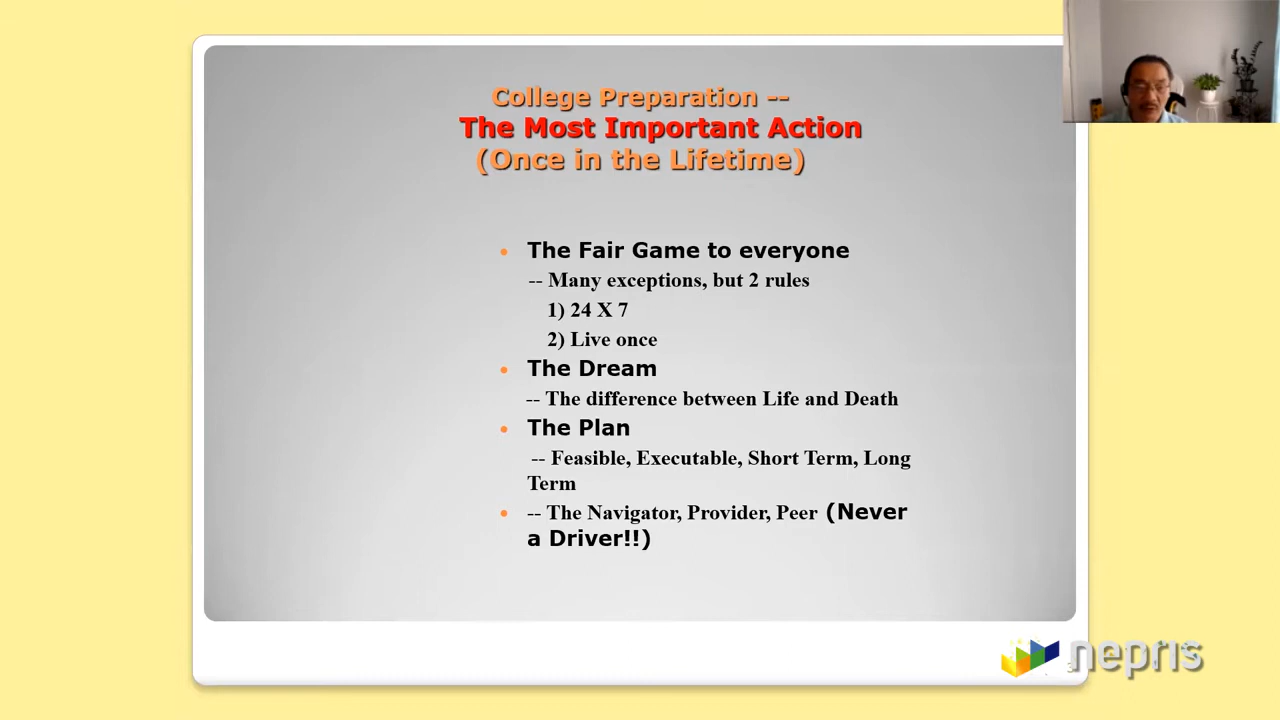 College Preparation --
The Most Important Action
(Once in the Lifetime)
• The Fair Game to everyone
-- Many exceptions, but 2 rules
1) 24 X 7
2) Live once
• The Dream
-- The difference between Life and Death
• The Plan
-- Feasible, Executable, Short Term, Long
Term
• -- The Navigator, Provider, Peer (Never
a Driver!!)
nepris